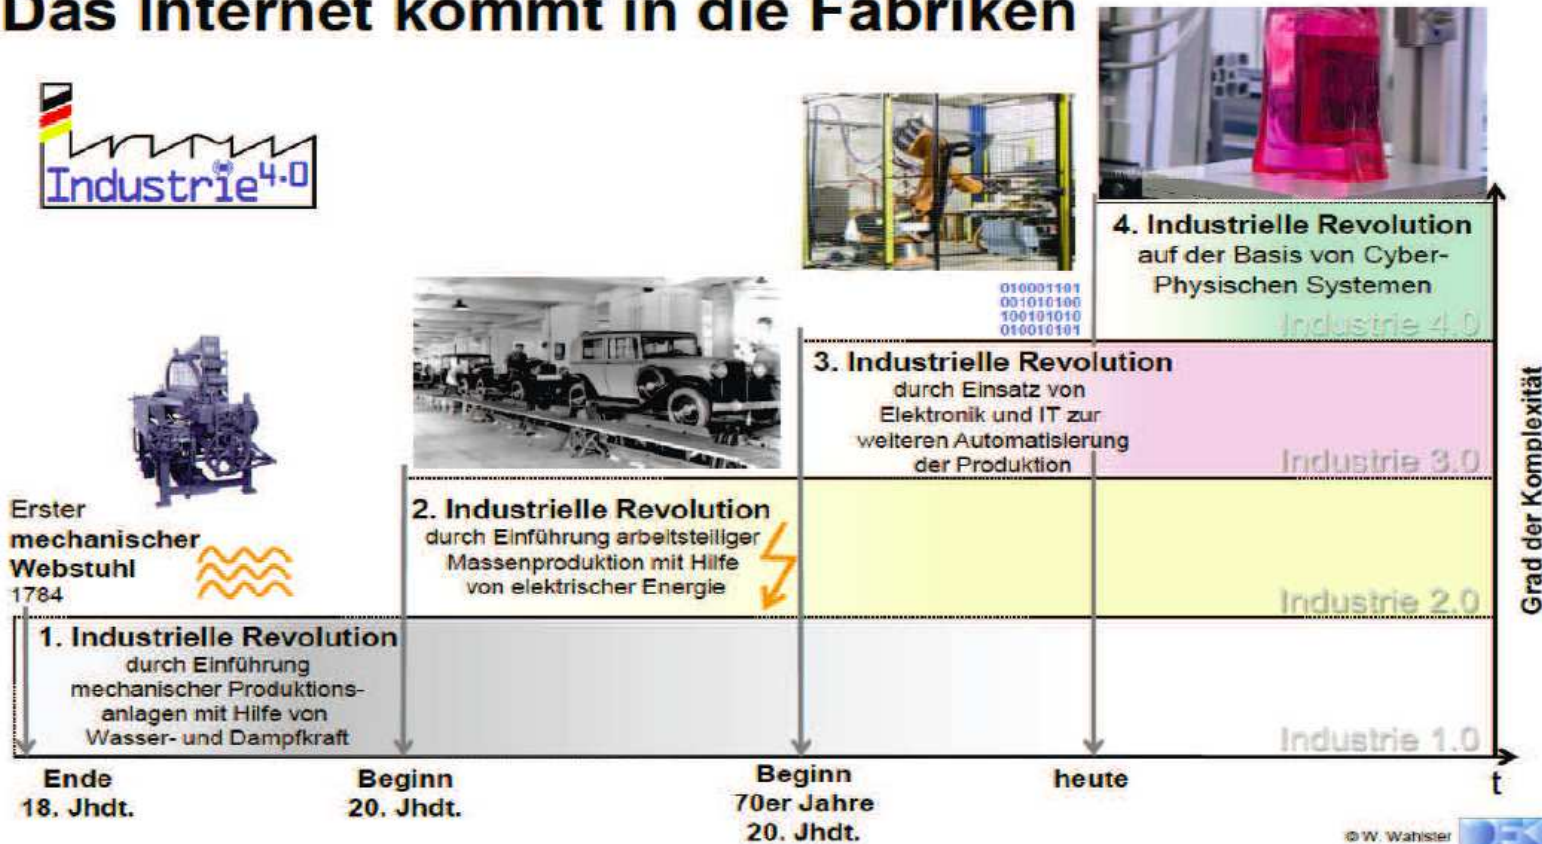 Das Internet kommt in die Fabriken
Industrie4.0
4. Industrielle Revolution
auf der Basis von Cyber-
Physischen Systemen
Industrie 4.0
010001101
001010100
100101010
010010101
3. Industrielle Revolution
durch Einsatz von
Elektronik und IT zur
weiteren Automatisierung
der Produktion
Industrie 3.0
Erster
mechanischer
Webstuhl
1784
2. Industrielle Revolution
durch Einführung arbeitsteiliger
Massenproduktion mit Hilfe
von elektrischer Energie
Industrie 2.0
1. Industrielle Revolution
durch Einführung
mechanischer Produktions-
anlagen mit Hilfe von
Wasser- und Dampfkraft
Industrie 1.0
Grad der Komplexität
Ende
18. Jhdt.
Beginn
20. Jhdt.
Beginn
70er Jahre
20. Jhdt.
heute
t
© W. Wahlster